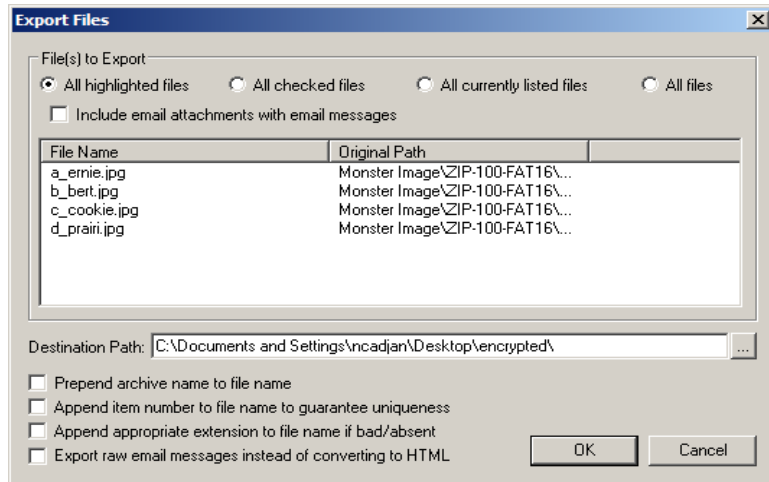 Export Files
File(s) to Export
All highlighted files All checked files All currently listed files All files
Include email attachments with email messages
File Name Original Path
a_ernie.jpg Monster Image\ZIP-100-FAT16\...
b_bert.jpg Monster Image\ZIP-100-FAT16\...
c_cookie.jpg Monster Image\ZIP-100-FAT16\...
d_prairi.jpg Monster Image\ZIP-100-FAT16\...
Destination Path: C:\Documents and Settings\ncadjan\Desktop\encrypted\ ...
Prepend archive name to file name
Append item number to file name to guarantee uniqueness
Append appropriate extension to file name if bad/absent
Export raw email messages instead of converting to HTML
OK Cancel